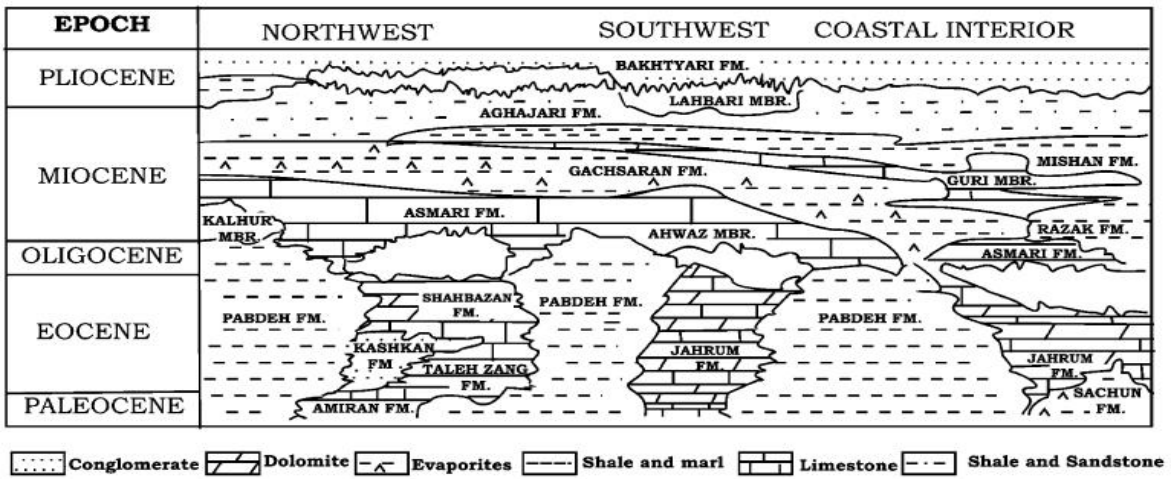 EPOCH
NORTHWEST SOUTHWEST COASTAL INTERIOR
PLIOCENE
BAKHTYARI FM.
LAHBARI MBR.
AGHAJARI FM.
MIOCENE
MISHAN FM.
GACHSARAN FM.
GURI MBR.
KALHUR
MBR.
ASMARI FM.
AHWAZ MBR.
RAZAK FM.
OLIGOCENE
ASMARI FM.
EOCENE
PABDEH FM.
SHAHBAZAN
FM.
PABDEH FM.
PABDEH FM.
KASHKAN
FM
TALEH ZANG
FM.
JAHRUM
FM.
JAHRUM
FM.
PALEOCENE
AMIRAN FM.
SACHUN
FM.
Conglomerate Dolomite Evaporites Shale and marl Limestone Shale and Sandstone